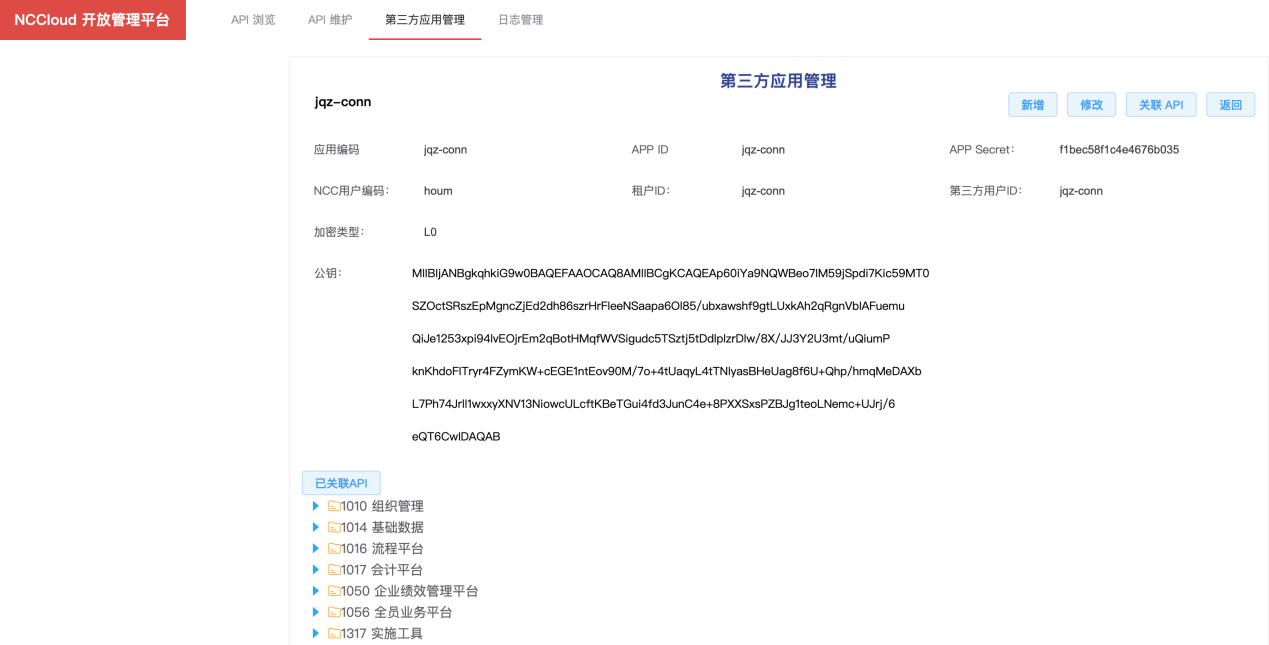 NCCloud 开放管理平台 API 浏览 API 维护 第三方应用管理 日志管理
第三方应用管理
jqz-conn
新增 修改 关联 API 返回
应用编码 jqz-conn APP ID jqz-conn APP Secret: f1bec58f1c4e4676b035
NCC用户编码: houm 租户ID: jqz-conn 第三方用户ID: jqz-conn
加密类型: L0
公钥: MIIBIjANBgkqhkiG9w0BAQEFAAOCAQ8AMIIBCgKCAQEAp60iYa9NQWBeo7IM59jSpdi7Kic59MT0
SZOctSRszEpMgncZjEd2dh86szrHrFleeNSaapa6Ol85/ubxawshf9gtLUxkAh2qRgnVbIAFuemu
QiJe1253xpi94lvEOjrEm2qBotHMqfWVSigudc5TSztj5tDdlplzrDlw/8X/JJ3Y2U3mt/uQiumP
knKhdoFlTryr4FZymKW+cEGE1ntEov90M/7o+4tUaqyL4tTNlyasBHeUag8f6U+Qhp/hmqMeDAXb
L7Ph74Jrll1wxxyXNV13NiowcULcftKBeTGui4fd3JunC4e+8PXXSxsPZBJg1teoLNemc+UJrj/6
eQT6CwIDAQAB
已关联API
1010 组织管理
1014 基础数据
1016 流程平台
1017 会计平台
1050 企业绩效管理平台
1056 全员业务平台
1317 实施工具